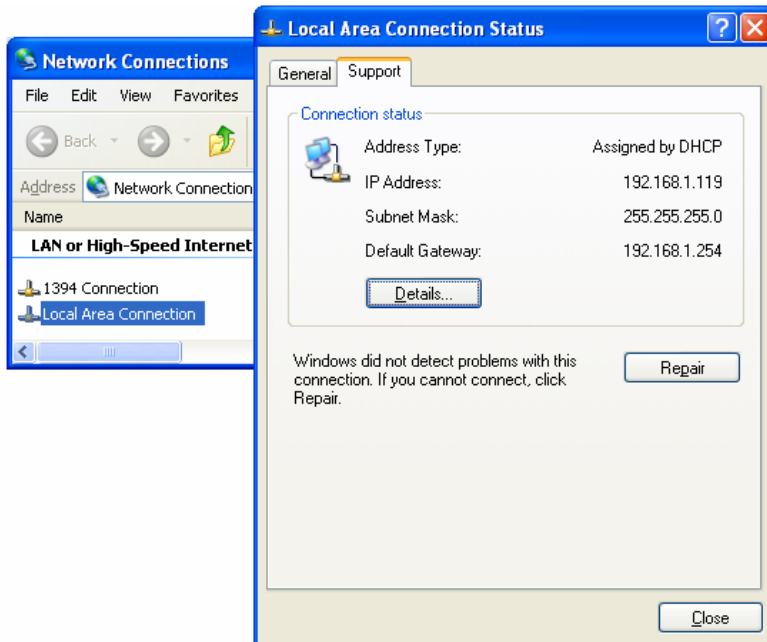 Network Connections
File Edit View Favorites
Back
Address Network Connection
Name
LAN or High-Speed Internet
1394 Connection
Local Area Connection
Local Area Connection Status
General Support
Connection status
Address Type: Assigned by DHCP
IP Address: 192.168.1.119
Subnet Mask: 255.255.255.0
Default Gateway: 192.168.1.254
Details...
Windows did not detect problems with this
connection. If you cannot connect, click
Repair.
Repair
Close